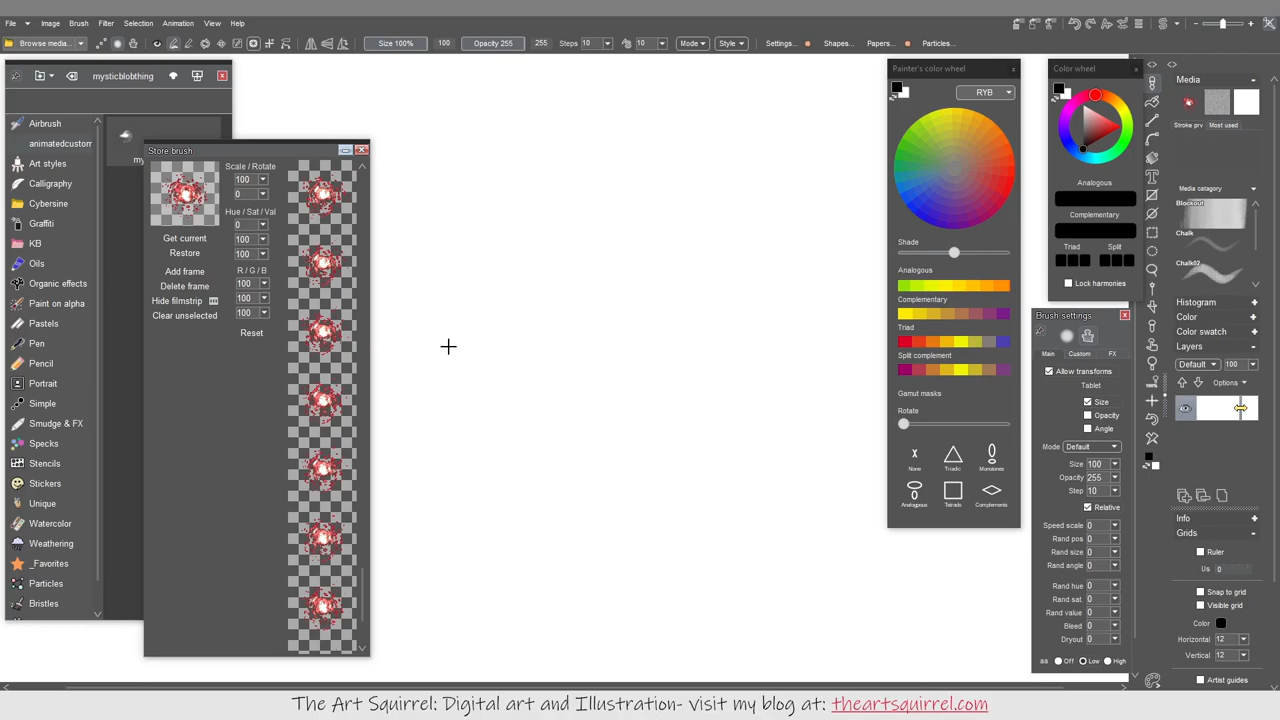 File Image Brush Filter Selection Animation View Help
Browse media... Size 100% 100 Opacity 255 255 Steps 10 10 Mode Style Settings... Shapes... Papers... Particles...
mysticblobthing
Airbrush
animatedcustom
Art styles
Calligraphy
Cybersine
Graffiti
KB
Oils
Organic effects
Paint on alpha
Pastels
Pen
Pencil
Portrait
Simple
Smudge & FX
Specks
Stencils
Stickers
Unique
Watercolor
Weathering
_Favorites
Particles
Bristles
my
Store brush
Scale / Rotate
100
0
Hue / Sat / Val
0
100
100
Get current
Restore
Add frame
Delete frame
Hide filmstrip
Clear unselected
R / G / B
100
100
100
Reset
Painter's color wheel x
RYB
Shade
Analogous
Complementary
Triad
Split complement
Gamut masks
Rotate
None Triadic Monotones
Analogpus Tetrads Complements
Color wheel x
Analogous
Complementary
Triad Split
Lock harmonies
Brush settings
Main Custom FX
Allow transforms
Tablet
Size
Opacity
Angle
Mode Default
Size 100
Opacity 255
Step 10
Relative
Speed scale 0
Rand pos 0
Rand size 0
Rand angle 0
Rand hue 0
Rand sat. 0
Rand value 0
Bleed 0
Dryout 0
aa Off Low High
Media
Stroke prv Most used
Media catagory
Blockout
Chalk
Chalk02
Histogram
Color
Color swatch
Layers
Default 100
Options
Info
Grids
Ruler
Us 0
Snap to grid
Visible grid
Color
Horizontal 12
Vertical 12
Artist guides
The Art Squirrel: Digital art and Illustration- visit my blog at: theartsquirrel.com